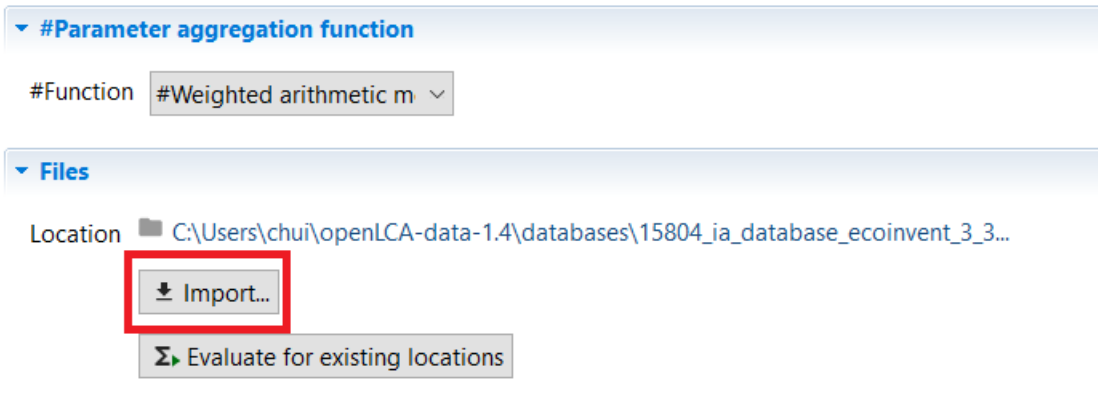 #Parameter aggregation function
#Function #Weighted arithmetic m
Files
Location C:\Users\chui\openLCA-data-1.4\databases\15804_ia_database_ecoinvent_3_3...
Import...
Σ Evaluate for existing locations